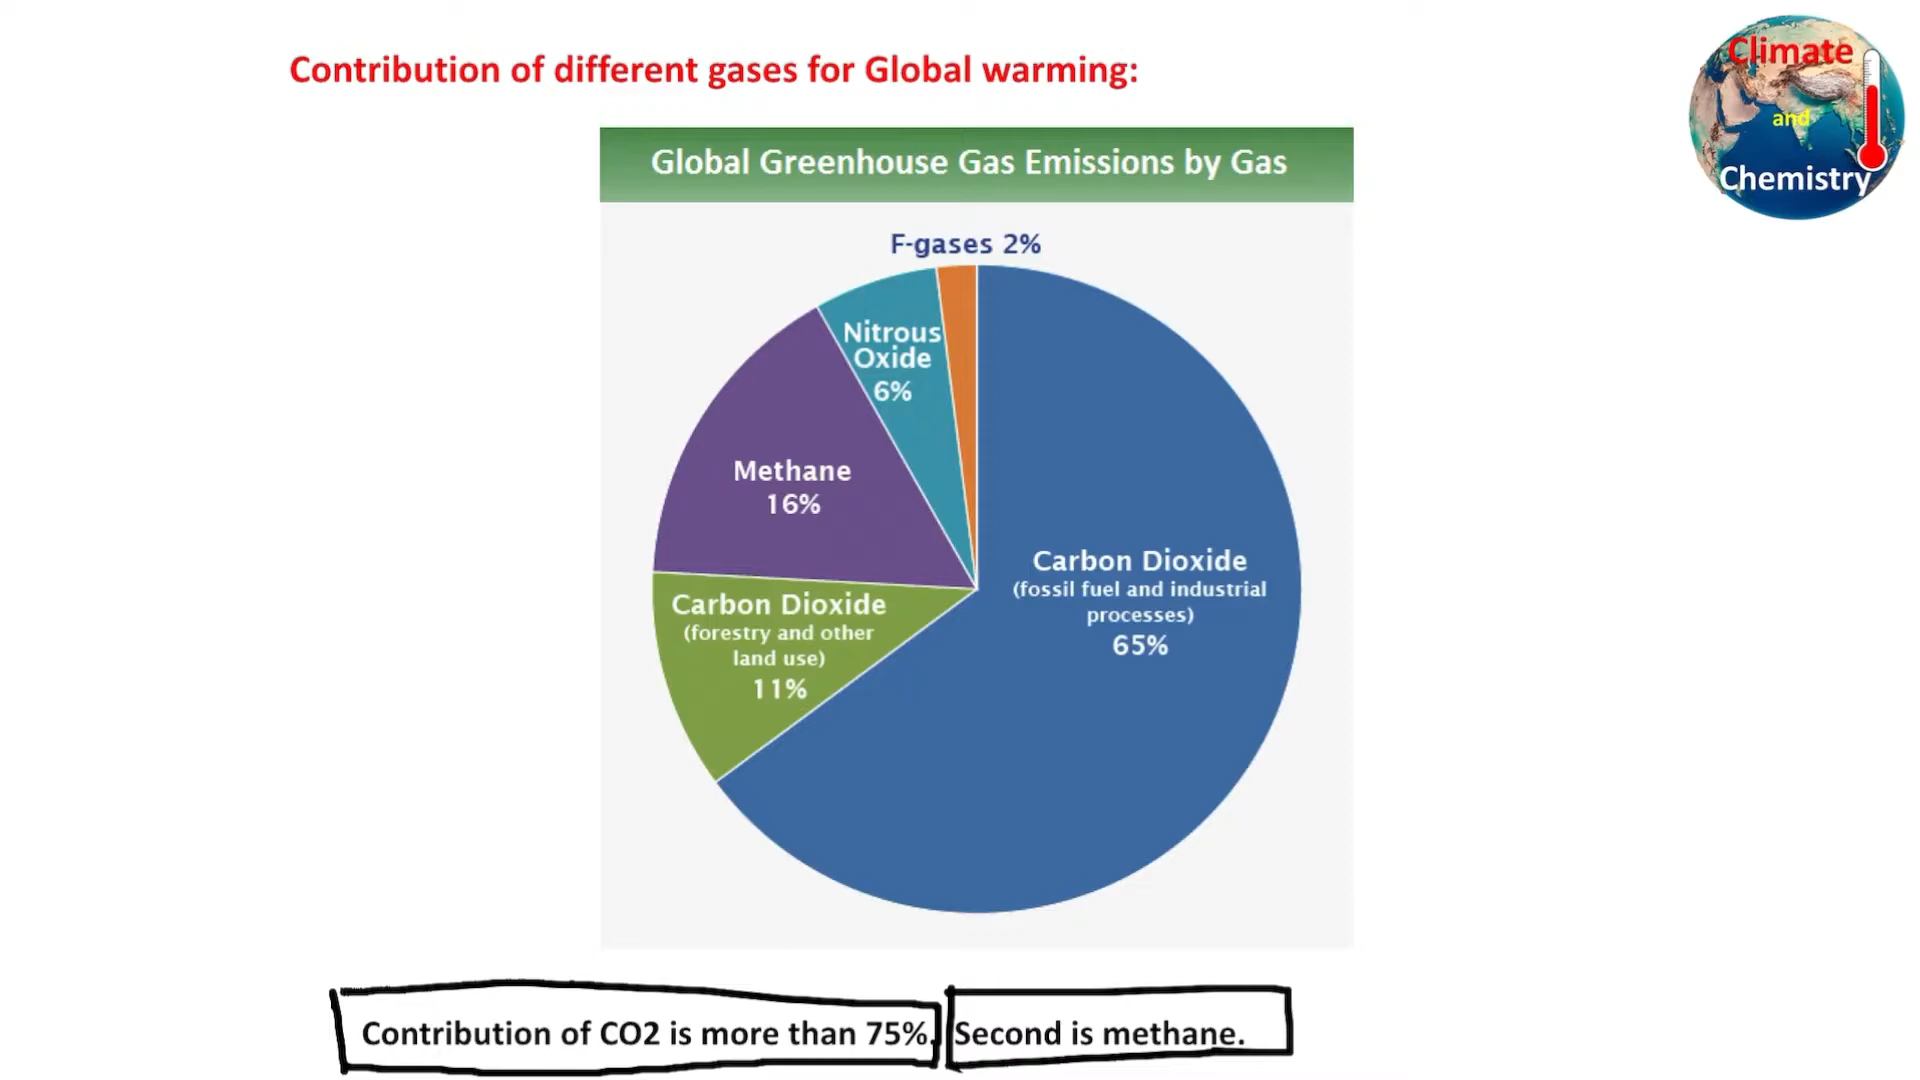 Contribution of different gases for Global warming:
Climate
and
Chemistry
Global Greenhouse Gas Emissions by Gas
F-gases 2%
Nitrous
Oxide
6%
Methane
16%
Carbon Dioxide
(fossil fuel and industrial
processes)
65%
Carbon Dioxide
(forestry and other
land use)
11%
Contribution of CO2 is more than 75%. Second is methane.